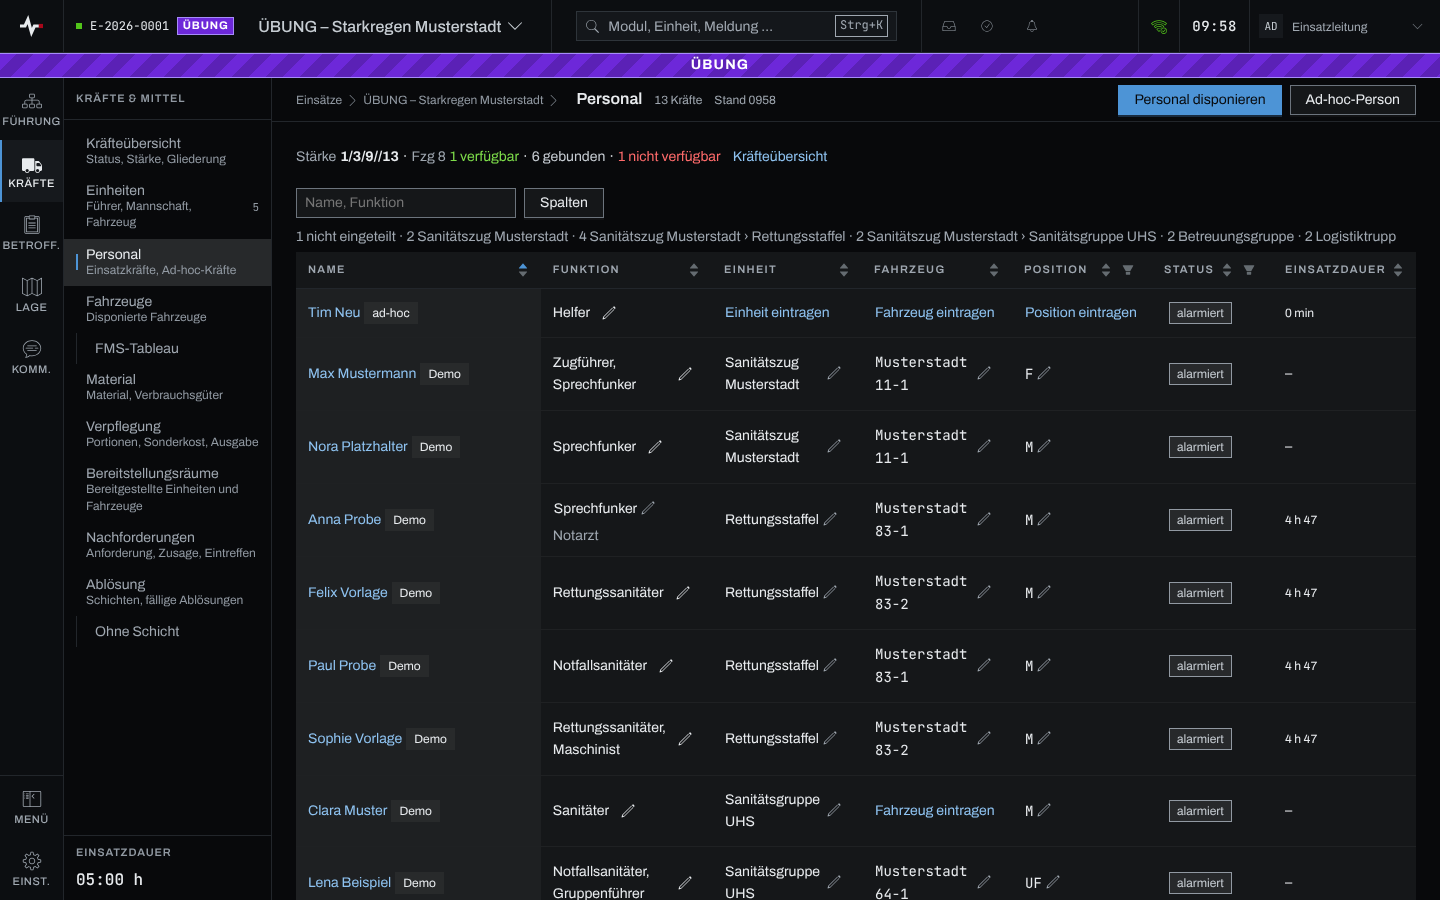 E-2026-0001 ÜBUNG ÜBUNG – Starkregen Musterstadt Modul, Einheit, Meldung ... Strg+K 09:58 AD Einsatzleitung
ÜBUNG
FÜHRUNG
KRÄFTE
BETROFF.
LAGE
KOMM.
MENÜ
EINST.
KRÄFTE & MITTEL
Kräfteübersicht
Status, Stärke, Gliederung
Einheiten
Führer, Mannschaft,
Fahrzeug
5
Personal
Einsatzkräfte, Ad-hoc-Kräfte
Fahrzeuge
Disponierte Fahrzeuge
FMS-Tableau
Material
Material, Verbrauchsgüter
Verpflegung
Portionen, Sonderkost, Ausgabe
Bereitstellungsräume
Bereitgestellte Einheiten und
Fahrzeuge
Nachforderungen
Anforderung, Zusage, Eintreffen
Ablösung
Schichten, fällige Ablösungen
Ohne Schicht
EINSATZDAUER
05:00 h
Einsätze ÜBUNG – Starkregen Musterstadt Personal 13 Kräfte Stand 0958 Personal disponieren Ad-hoc-Person
Stärke 1/3/9//13 · Fzg 8 1 verfügbar · 6 gebunden · 1 nicht verfügbar Kräfteübersicht
Name, Funktion Spalten
1 nicht eingeteilt · 2 Sanitätszug Musterstadt · 4 Sanitätszug Musterstadt › Rettungsstaffel · 2 Sanitätszug Musterstadt › Sanitätsgruppe UHS · 2 Betreuungsgruppe · 2 Logistiktrupp
NAME FUNKTION EINHEIT FAHRZEUG POSITION STATUS EINSATZDAUER
Tim Neu ad-hoc Helfer Einheit eintragen Fahrzeug eintragen Position eintragen alarmiert 0 min
Max Mustermann Demo Zugführer,
Sprechfunker Sanitätszug
Musterstadt Musterstadt
11-1 F alarmiert –
Nora Platzhalter Demo Sprechfunker Sanitätszug
Musterstadt Musterstadt
11-1 M alarmiert –
Anna Probe Demo Sprechfunker
Notarzt Rettungsstaffel Musterstadt
83-1 M alarmiert 4 h 47
Felix Vorlage Demo Rettungssanitäter Rettungsstaffel Musterstadt
83-2 M alarmiert 4 h 47
Paul Probe Demo Notfallsanitäter Rettungsstaffel Musterstadt
83-1 M alarmiert 4 h 47
Sophie Vorlage Demo Rettungssanitäter,
Maschinist Rettungsstaffel Musterstadt
83-2 M alarmiert 4 h 47
Clara Muster Demo Sanitäter Sanitätsgruppe
UHS Fahrzeug eintragen M alarmiert –
Lena Beispiel Demo Notfallsanitäter,
Gruppenführer Sanitätsgruppe
UHS Musterstadt
64-1 UF alarmiert –